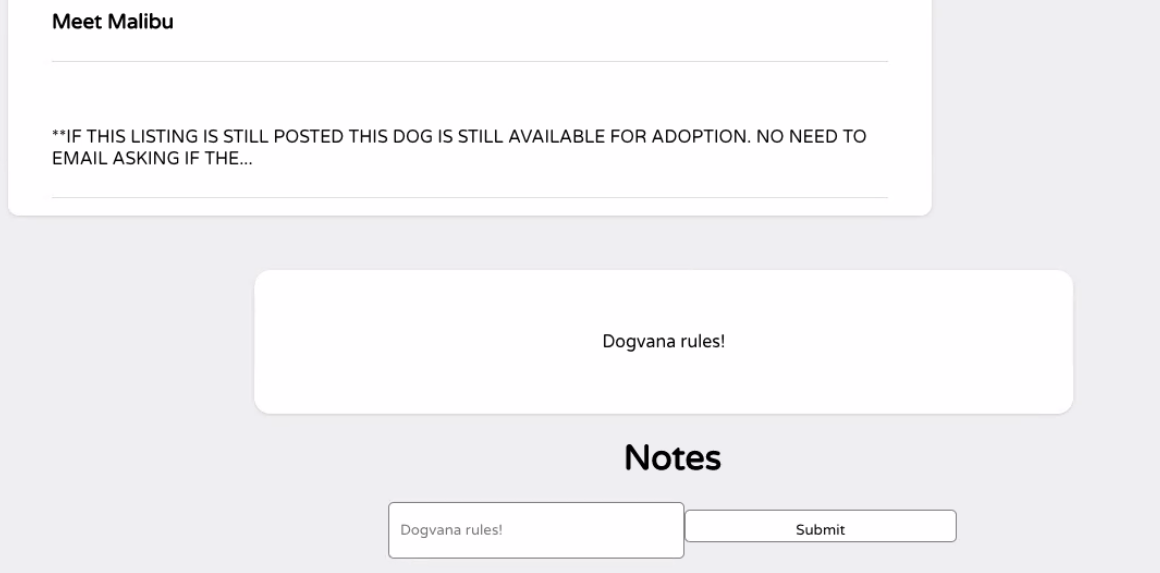 Meet Malibu
**IF THIS LISTING IS STILL POSTED THIS DOG IS STILL AVAILABLE FOR ADOPTION. NO NEED TO
EMAIL ASKING IF THE...
Dogvana rules!
Notes
Dogvana rules!
Submit